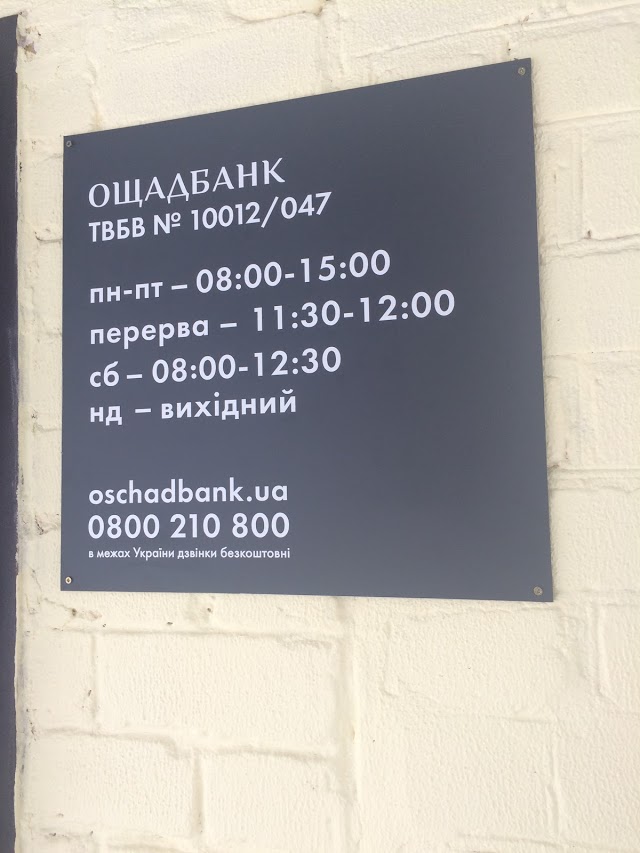 ОЩАДБАНК
ТВБВ № 10012/047
пн-пт – 08:00-15:00
перерва – 11:30-12:00
сб – 08:00-12:30
нд – вихідний
oschadbank.ua
0800 210 800
в межах України дзвінки безкоштовні